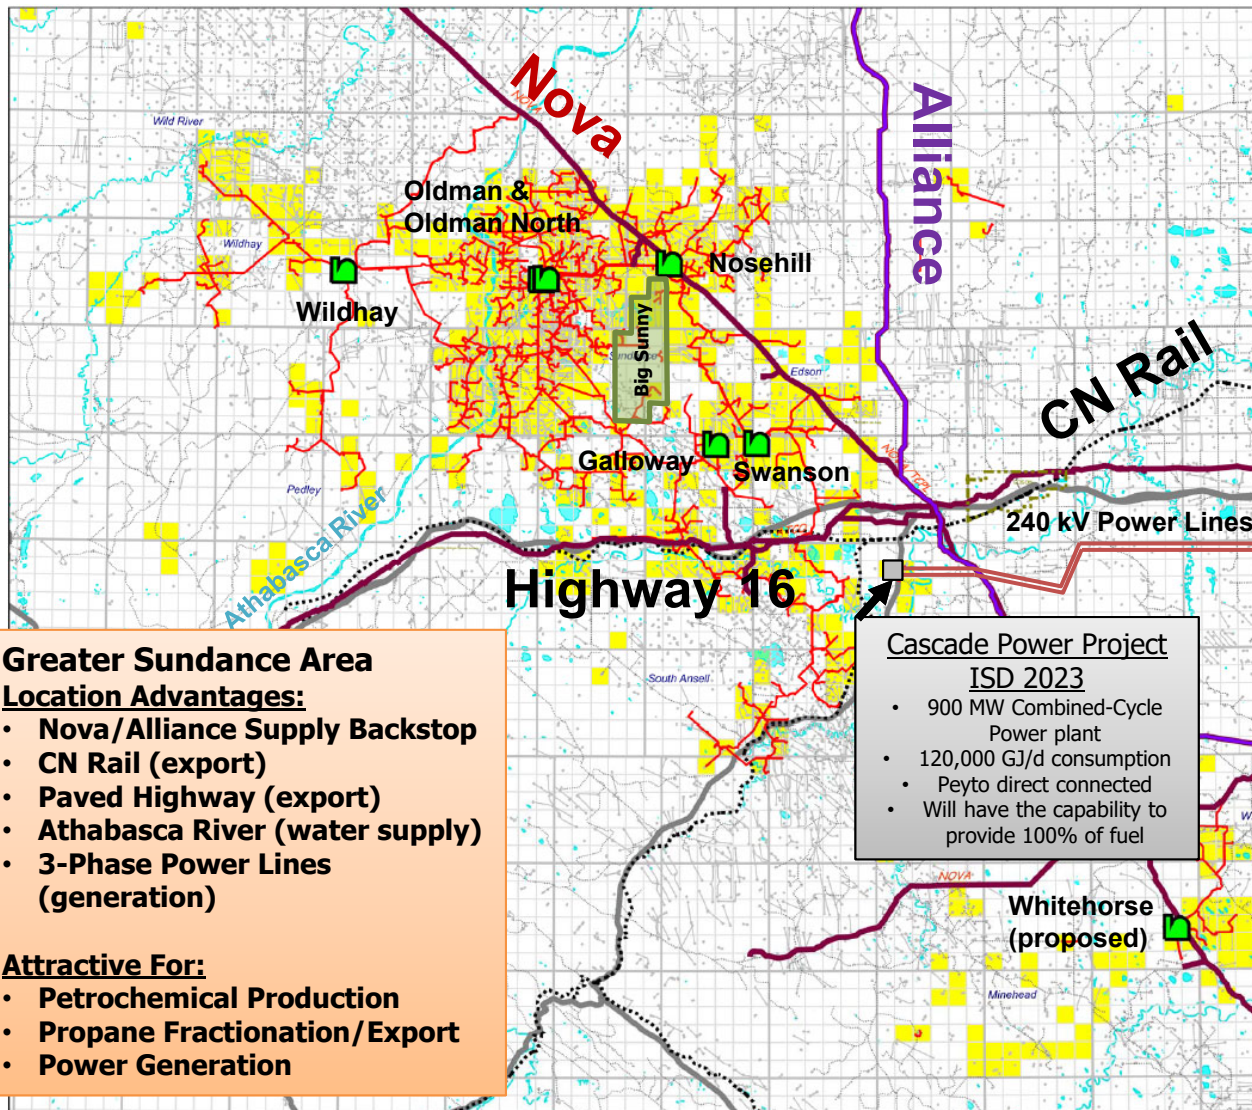 Nova
NOVA
Alliance
Wild River
Oldman &
Oldman North
Wildhay
Nosehill
Wildhay
Big Sunny
Edson
CN Rail
Galloway
Swanson
NOVA/TCPL
Pedley
Athabasca River
240 kV Power Lines
Highway 16
South Ansell
Greater Sundance Area
Location Advantages:
• Nova/Alliance Supply Backstop
• CN Rail (export)
• Paved Highway (export)
• Athabasca River (water supply)
• 3-Phase Power Lines
(generation)
Attractive For:
• Petrochemical Production
• Propane Fractionation/Export
• Power Generation
Cascade Power Project
ISD 2023
• 900 MW Combined-Cycle
Power plant
• 120,000 GJ/d consumption
• Peyto direct connected
• Will have the capability to
provide 100% of fuel
NOVA
Whitehorse
(proposed)
Minehead